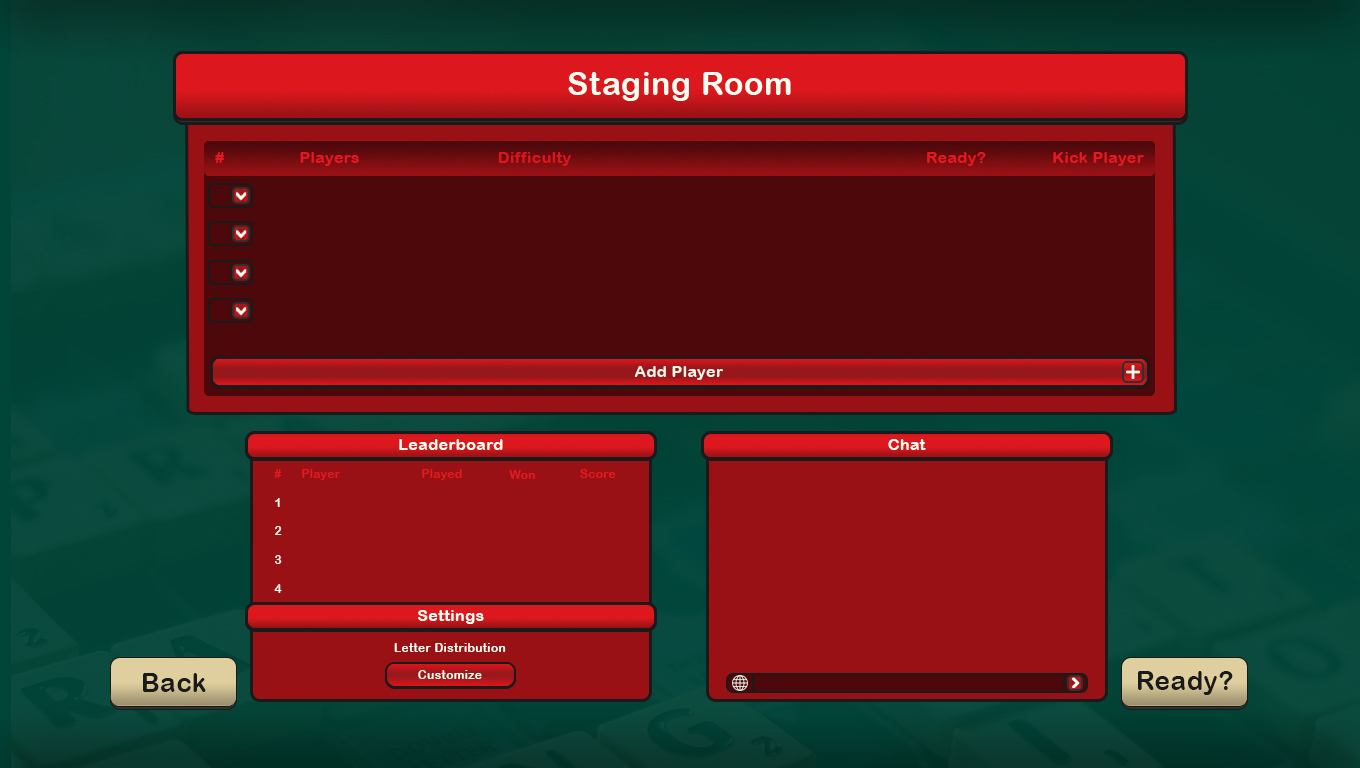 Staging Room
# Players Difficulty Ready? Kick Player
Add Player
Leaderboard
# Player Played Won Score
1
2
3
4
Settings
Letter Distribution
Customize
Chat
Back
Ready?